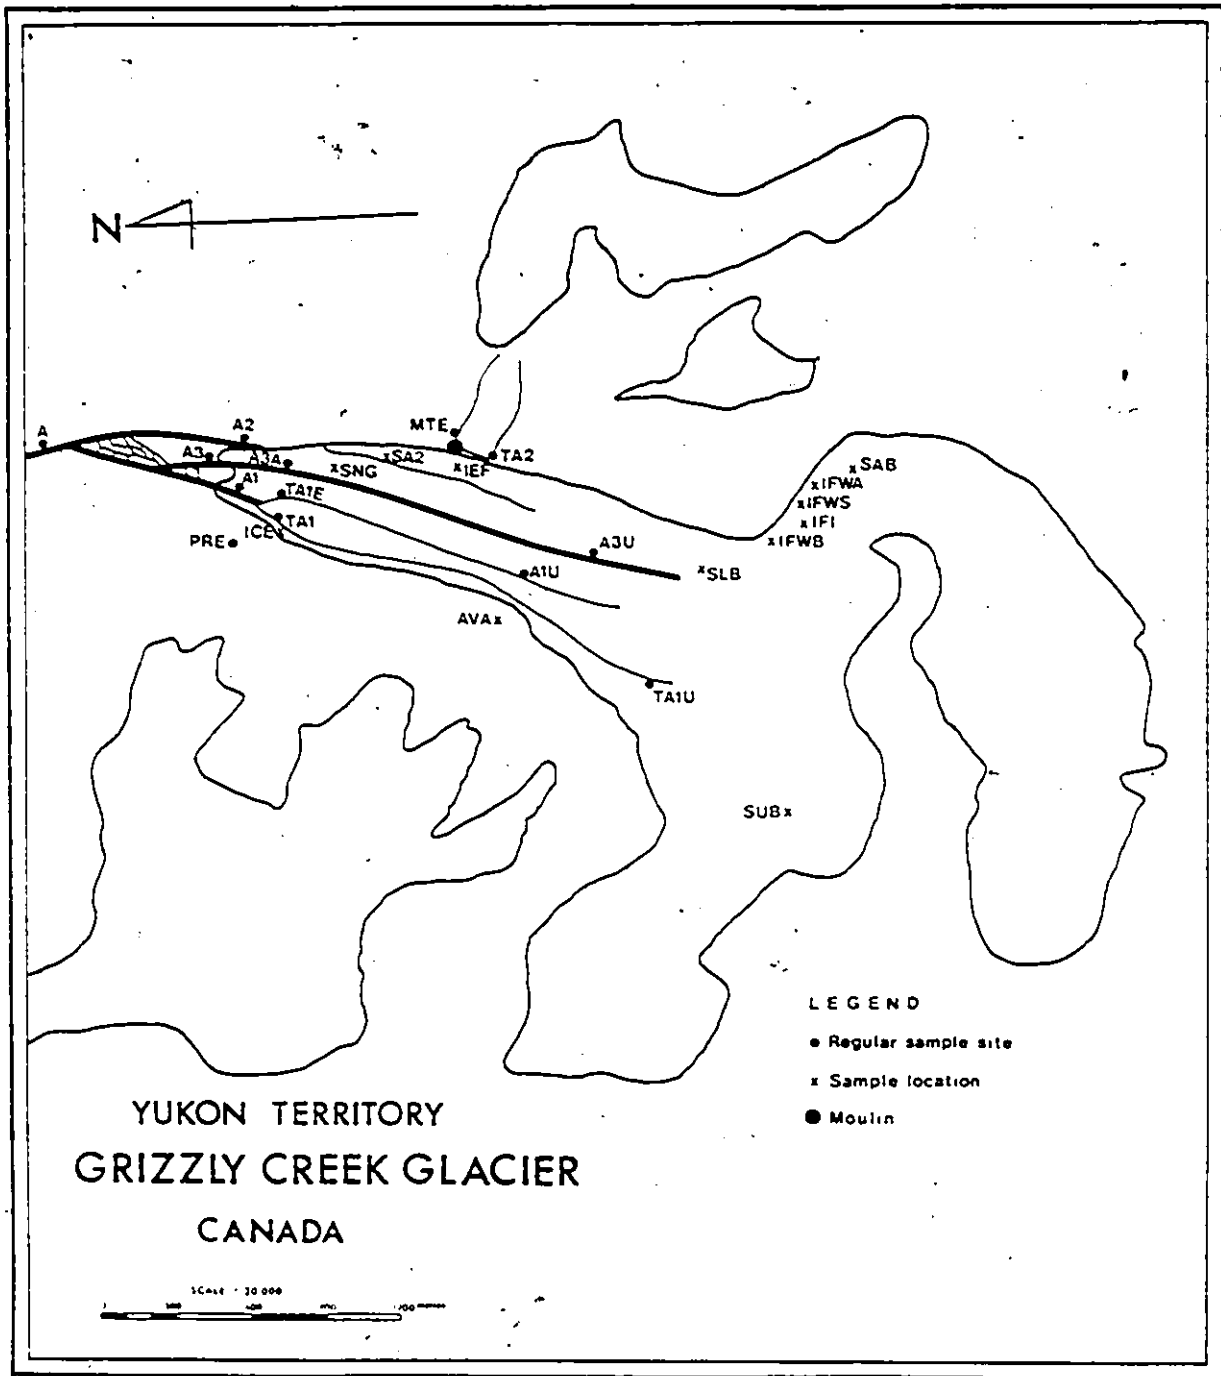 N
A
A2
MTE
A3
A3A
SNG
SA2
IEF
TA2
SAB
IFWA
A1
TA1E
IFWS
TA1
IFI
PRE
ICE
IFWB
A3U
SLB
A1U
AVA
TA1U
SUB
LEGEND
Regular sample site
x Sample location
Moulin
YUKON TERRITORY
GRIZZLY CREEK GLACIER
CANADA